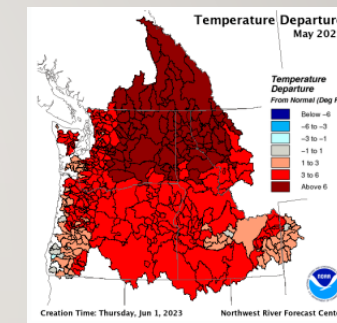 Temperature Departure
May 202
Temperature
Departure
From Normal (Deg F
Below -6
-6 to -3
-3 to -1
-1 to 1
1 to 3
3 to 6
Above 6
Creation Time: Thursday, Jun 1, 2023
Northwest River Forecast Cente